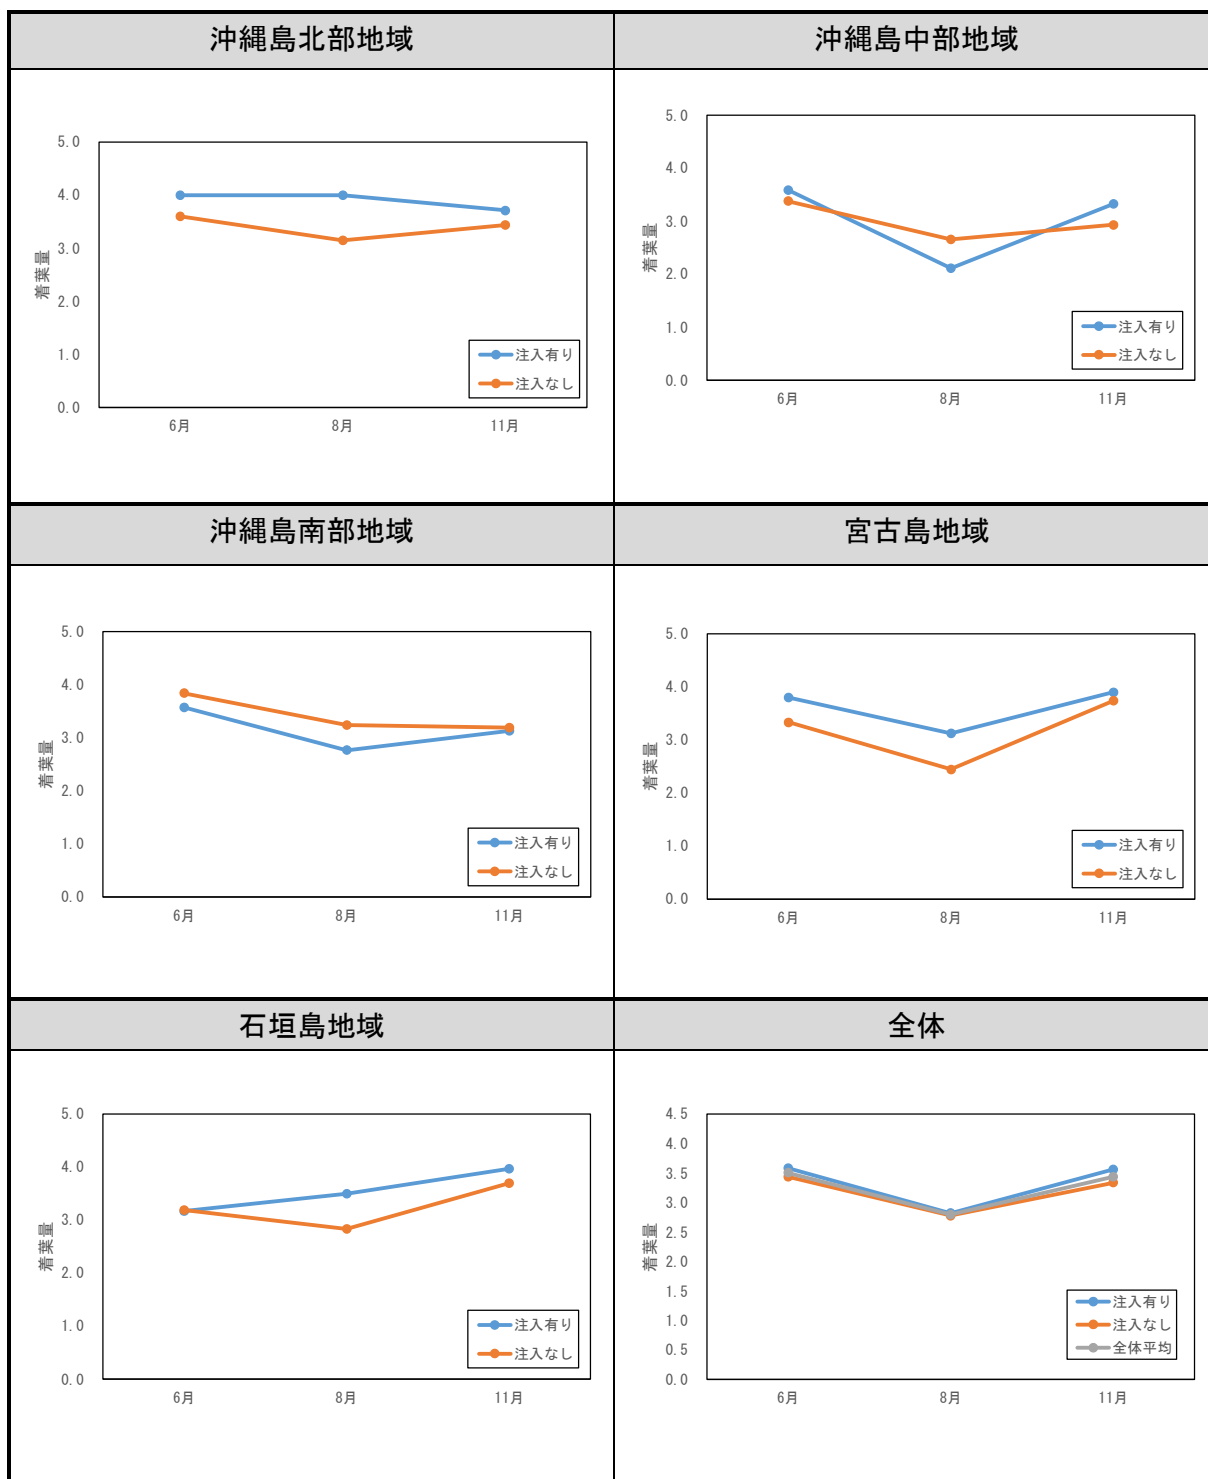 沖縄島北部地域
沖縄島中部地域
5.0
4.0
3.0
2.0
1.0
0.0
着葉量
6月
8月
11月
注入有り
注入なし
5.0
4.0
3.0
2.0
1.0
0.0
着葉量
6月
8月
11月
注入有り
注入なし
沖縄島南部地域
宮古島地域
5.0
4.0
3.0
2.0
1.0
0.0
着葉量
6月
8月
11月
注入有り
注入なし
5.0
4.0
3.0
2.0
1.0
0.0
着葉量
6月
8月
11月
注入有り
注入なし
石垣島地域
全体
5.0
4.0
3.0
2.0
1.0
0.0
着葉量
6月
8月
11月
注入有り
注入なし
4.5
4.0
3.5
3.0
2.5
2.0
1.5
1.0
0.5
0.0
着葉量
6月
8月
11月
注入有り
注入なし
全体平均